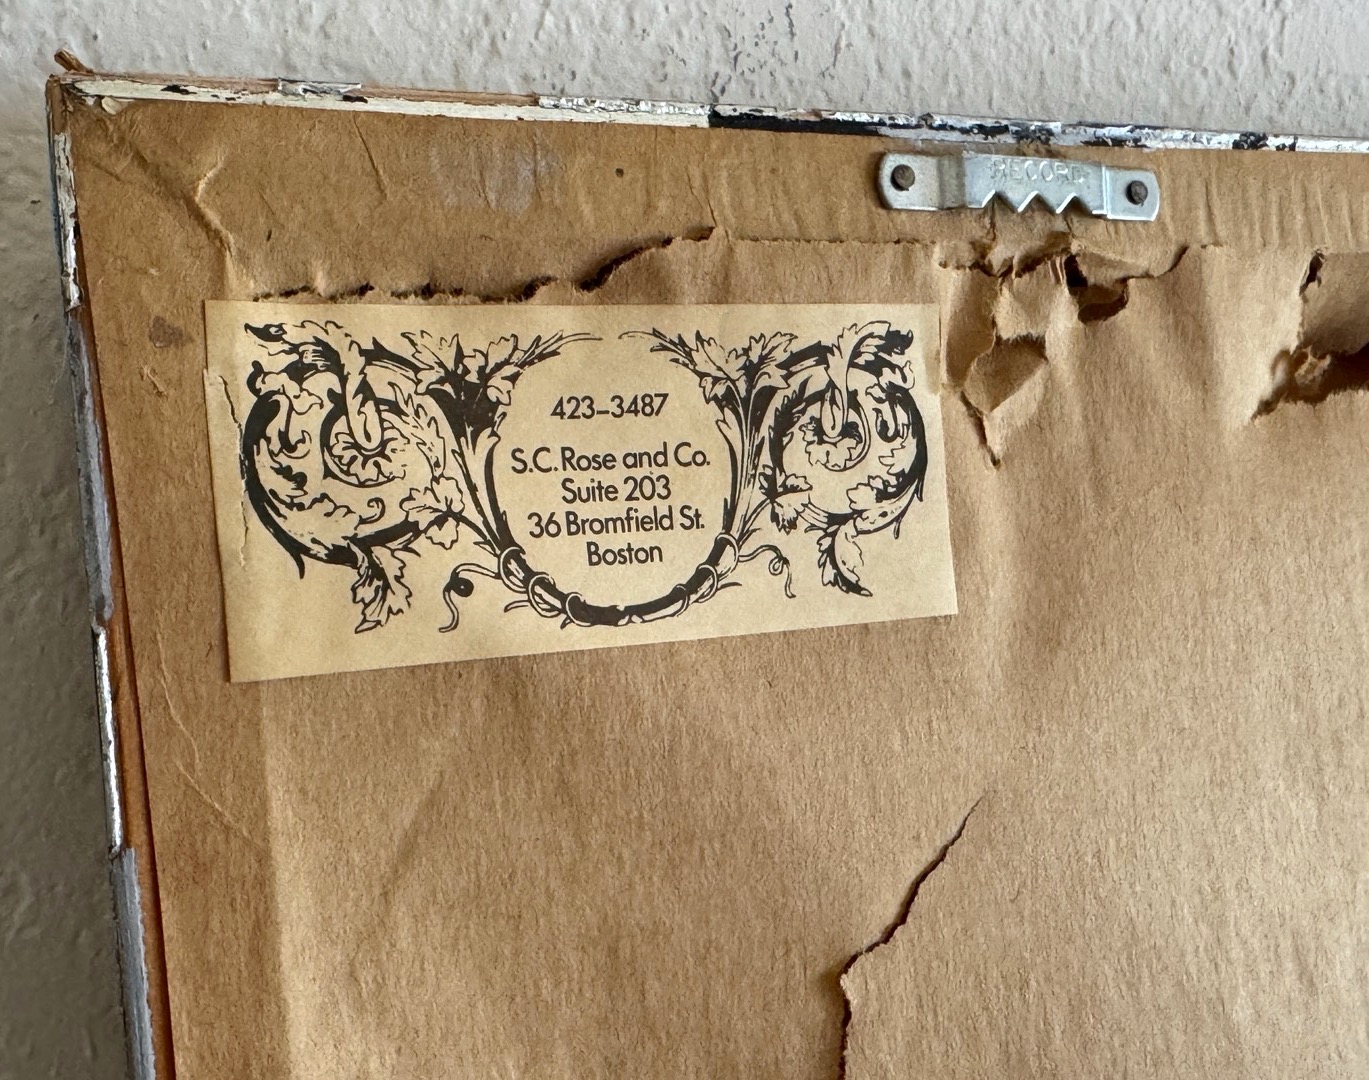 RECORD
423-3487
S.C. Rose and Co.
Suite 203
36 Bromfield St.
Boston